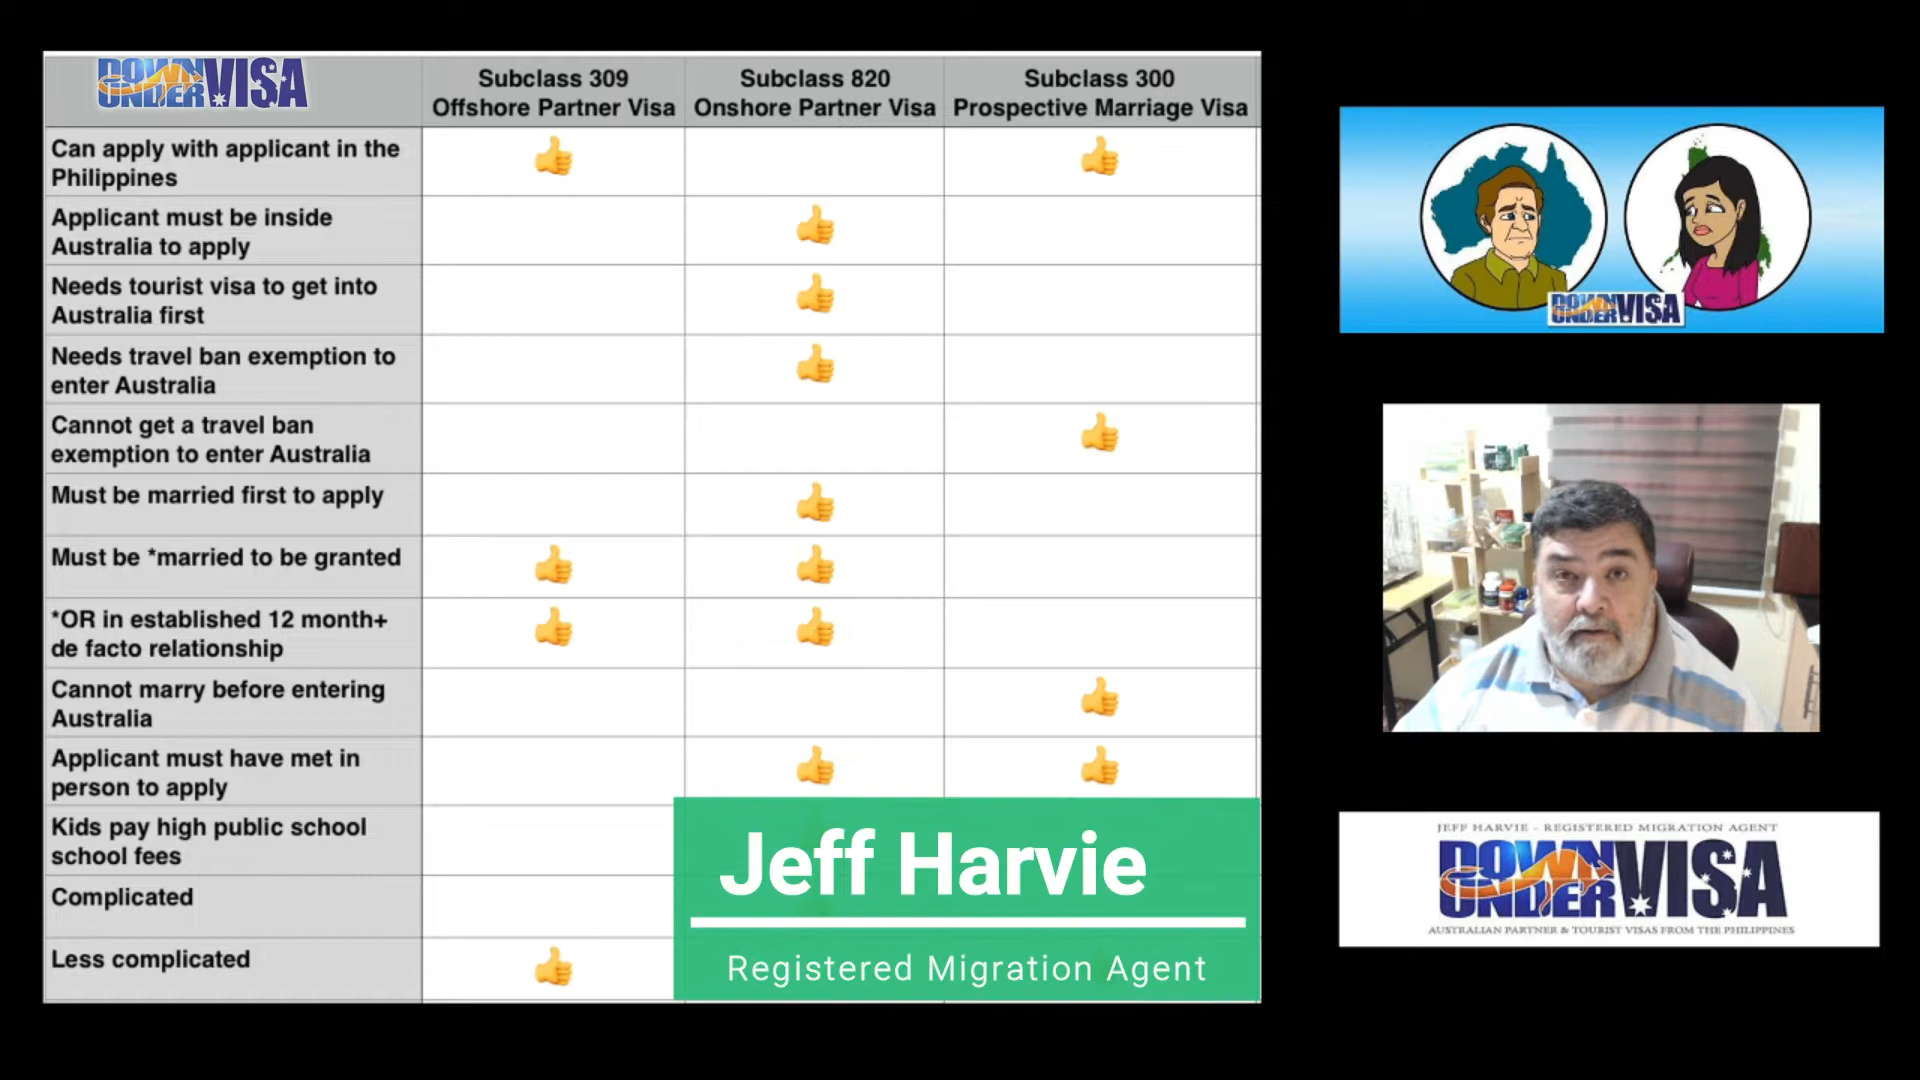 DOWN UNDER VISA
Subclass 309
Offshore Partner Visa
Subclass 820
Onshore Partner Visa
Subclass 300
Prospective Marriage Visa
Can apply with applicant in the
Philippines
Applicant must be inside
Australia to apply
Needs tourist visa to get into
Australia first
Needs travel ban exemption to
enter Australia
Cannot get a travel ban
exemption to enter Australia
Must be married first to apply
Must be *married to be granted
*OR in established 12 month+
de facto relationship
Cannot marry before entering
Australia
Applicant must have met in
person to apply
Kids pay high public school
school fees
Complicated
Less complicated
Jeff Harvie
Registered Migration Agent
DOWN UNDER VISA
JEFF HARVIE - REGISTERED MIGRATION AGENT
DOWN UNDER VISA
AUSTRALIAN PARTNER & TOURIST VISAS FROM THE PHILIPPINES